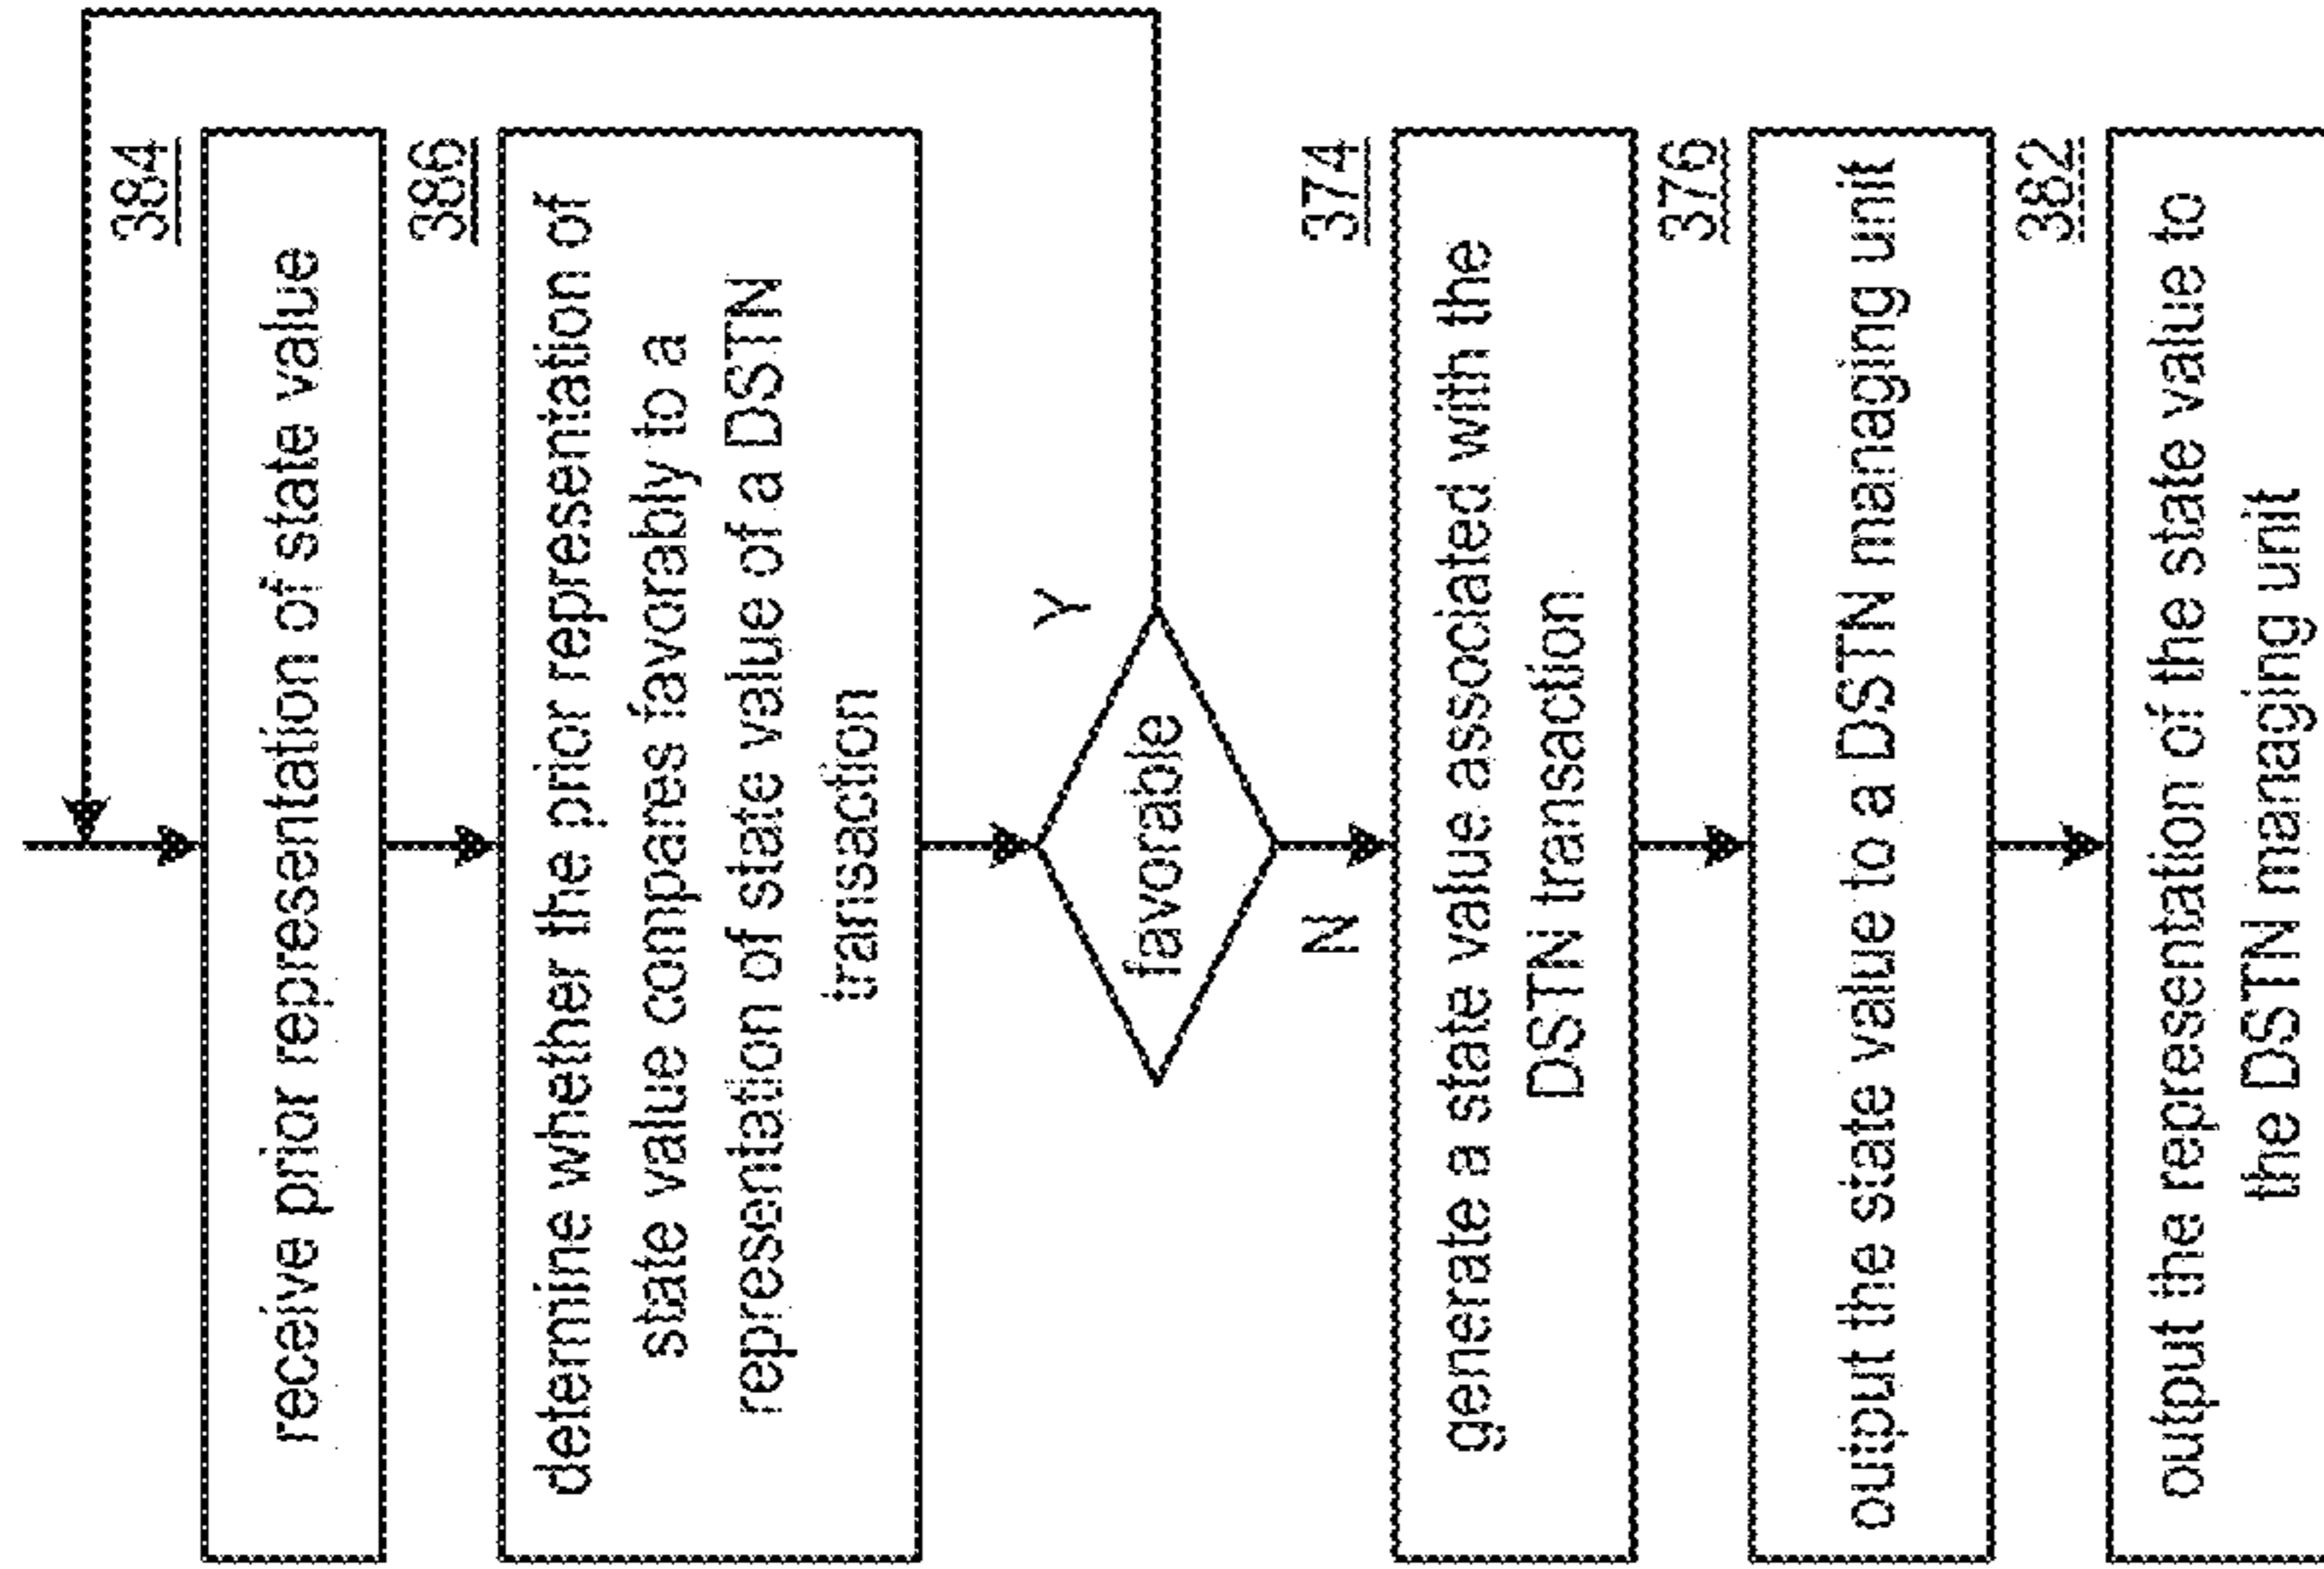 384
receive prior representation of state value
386
determine whether the prior representation of
state value compares favorably to a
representation of state value of a DSTN
transaction
favorable
Y
N
374
generate a state value associated with the
DSTN transaction
376
output the state value to a DSTN managing unit
382
output the representation of the state value to
the DSTN managing unit